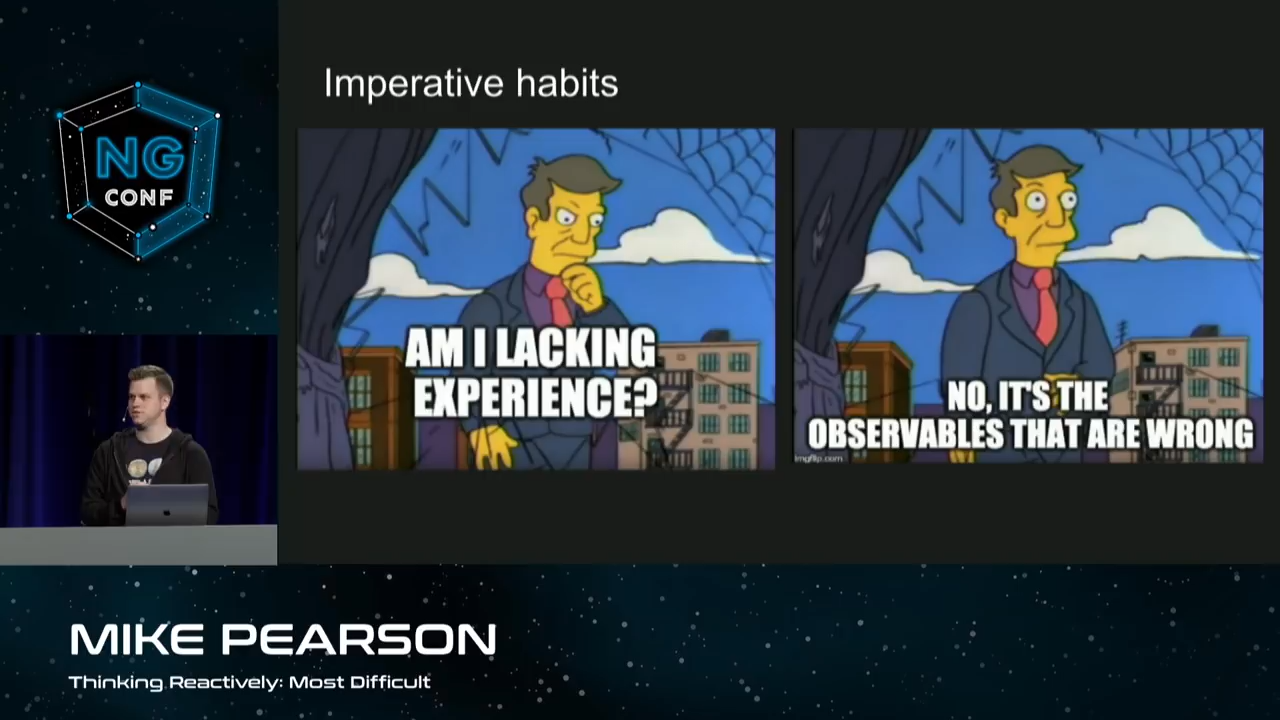 NG
CONF
Imperative habits
AM I LACKING
EXPERIENCE?
NO, IT'S THE
OBSERVABLES THAT ARE WRONG
imgflip.com
MIKE PEARSON
Thinking Reactively: Most Difficult